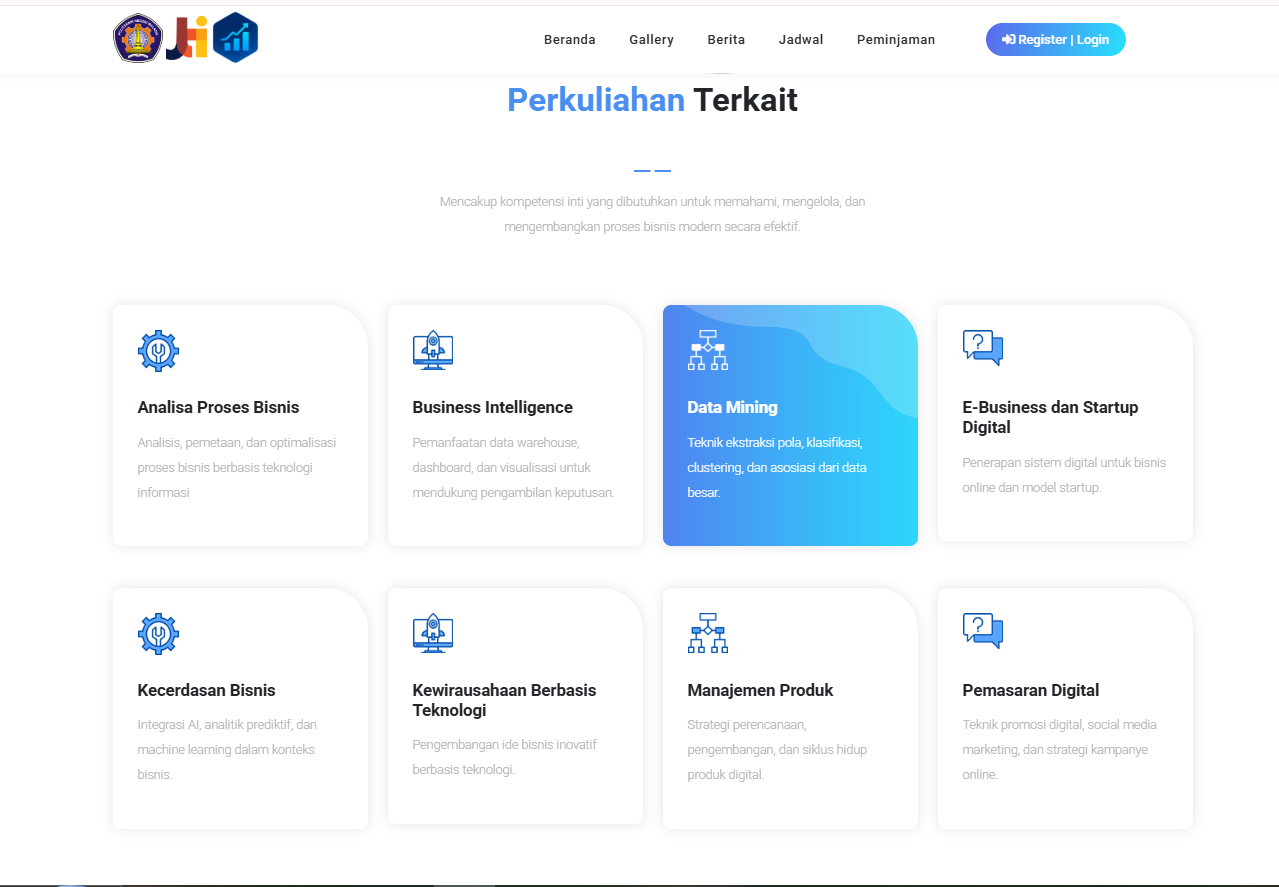 Beranda
Gallery
Berita
Jadwal
Peminjaman
Register | Login
Perkuliahan Terkait
Mencakup kompetensi inti yang dibutuhkan untuk memahami, mengelola, dan
mengembangkan proses bisnis modern secara efektif.
Analisa Proses Bisnis
Analisis, pemetaan, dan optimalisasi
proses bisnis berbasis teknologi
informasi
Business Intelligence
Pemanfaatan data warehouse,
dashboard, dan visualisasi untuk
mendukung pengambilan keputusan.
Data Mining
Teknik ekstraksi pola, klasifikasi,
clustering, dan asosiasi dari data
besar.
?
E-Business dan Startup
Digital
Penerapan sistem digital untuk bisnis
online dan model startup.
Kecerdasan Bisnis
Integrasi AI, analitik prediktif, dan
machine learning dalam konteks
bisnis.
Kewirausahaan Berbasis
Teknologi
Pengembangan ide bisnis inovatif
berbasis teknologi.
Manajemen Produk
Strategi perencanaan,
pengembangan, dan siklus hidup
produk digital.
?
Pemasaran Digital
Teknik promosi digital, social media
marketing, dan strategi kampanye
online.